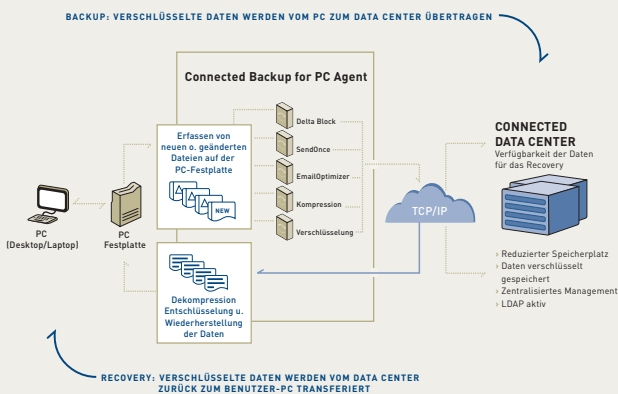 BACKUP: VERSCHLÜSSELTE DATEN WERDEN VOM PC ZUM DATA CENTER ÜBERTRAGEN
Connected Backup for PC Agent
Erfassen von
neuen o. geänderten
Dateien auf der
PC-Festplatte
NEW
Delta Block
SendOnce
EmailOptimizer
Kompression
Verschlüsselung
PC
(Desktop/Laptop)
PC
Festplatte
TCP/IP
CONNECTED
DATA CENTER
Verfügbarkeit der Daten
für das Recovery
› Reduzierter Speicherplatz
› Daten verschlüsselt
gespeichert
› Zentralisiertes Management
› LDAP aktiv
Dekompression
Entschlüsselung u.
Wiederherstellung
der Daten
RECOVERY: VERSCHLÜSSELTE DATEN WERDEN VOM DATA CENTER
ZURÜCK ZUM BENUTZER-PC TRANSFERIERT